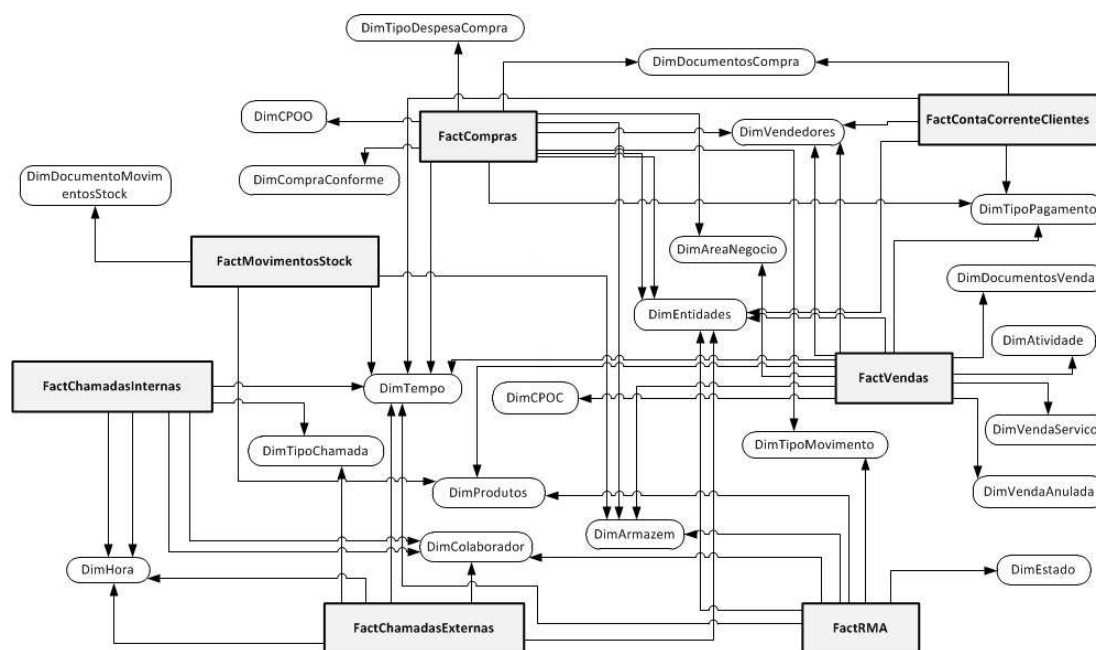 DimTipoDespesaCompra
DimDocumentosCompra
DimCPOO
FactCompras
DimVendedores
FactContaCorrenteClientes
DimCompraConforme
DimDocumentoMovim
entosStock
DimTipoPagamento
DimAreaNegocio
FactMovimentosStock
DimDocumentosVenda
DimEntidades
DimAtividade
FactChamadasInternas
DimTempo
FactVendas
DimCPOC
DimVendaServico
DimTipoChamada
DimTipoMovimento
DimProdutos
DimVendaAnulada
DimArmazem
DimColaborador
DimHora
DimEstado
FactChamadasExternas
FactRMA